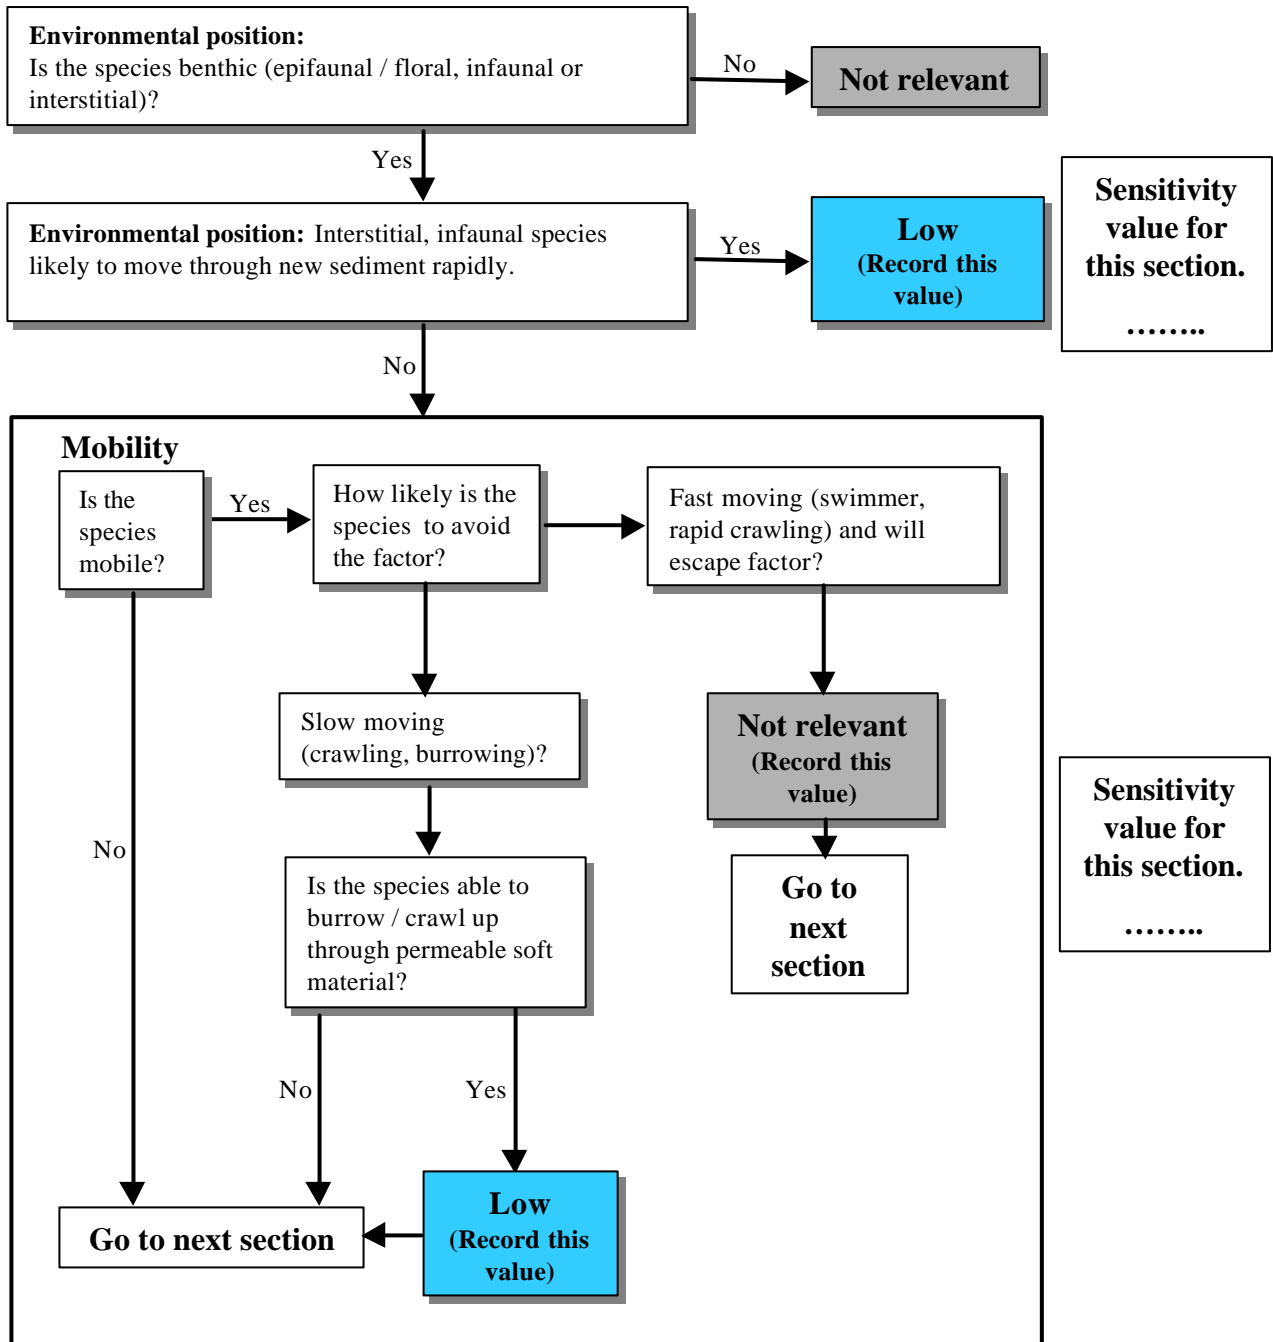 Environmental position:
Is the species benthic (epifaunal / floral, infaunal or
interstitial)?
No
Not relevant
Yes
Environmental position: Interstitial, infaunal species
likely to move through new sediment rapidly.
Yes
Low
(Record this
value)
Sensitivity
value for
this section.
……..
No
Mobility
Is the
species
mobile?
Yes
How likely is the
species to avoid
the factor?
Fast moving (swimmer,
rapid crawling) and will
escape factor?
Slow moving
(crawling, burrowing)?
Not relevant
(Record this
value)
Sensitivity
value for
this section.
……..
No
Is the species able to
burrow / crawl up
through permeable soft
material?
Go to
next
section
No
Yes
Go to next section
Low
(Record this
value)